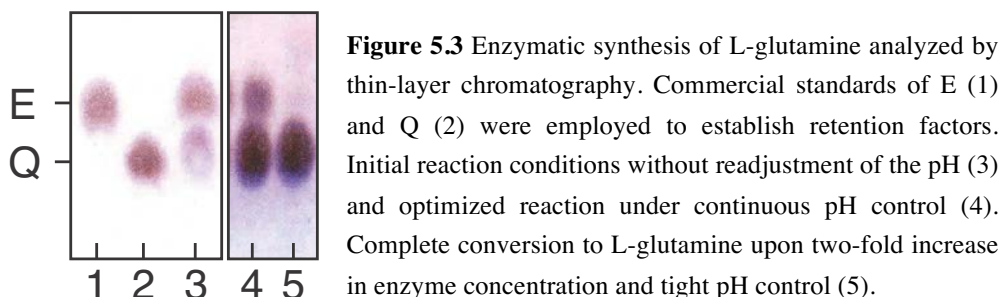 E
Q
1 2 3 4 5
Figure 5.3 Enzymatic synthesis of L-glutamine analyzed by
thin-layer chromatography. Commercial standards of E (1)
and Q (2) were employed to establish retention factors.
Initial reaction conditions without readjustment of the pH (3)
and optimized reaction under continuous pH control (4).
Complete conversion to L-glutamine upon two-fold increase
in enzyme concentration and tight pH control (5).